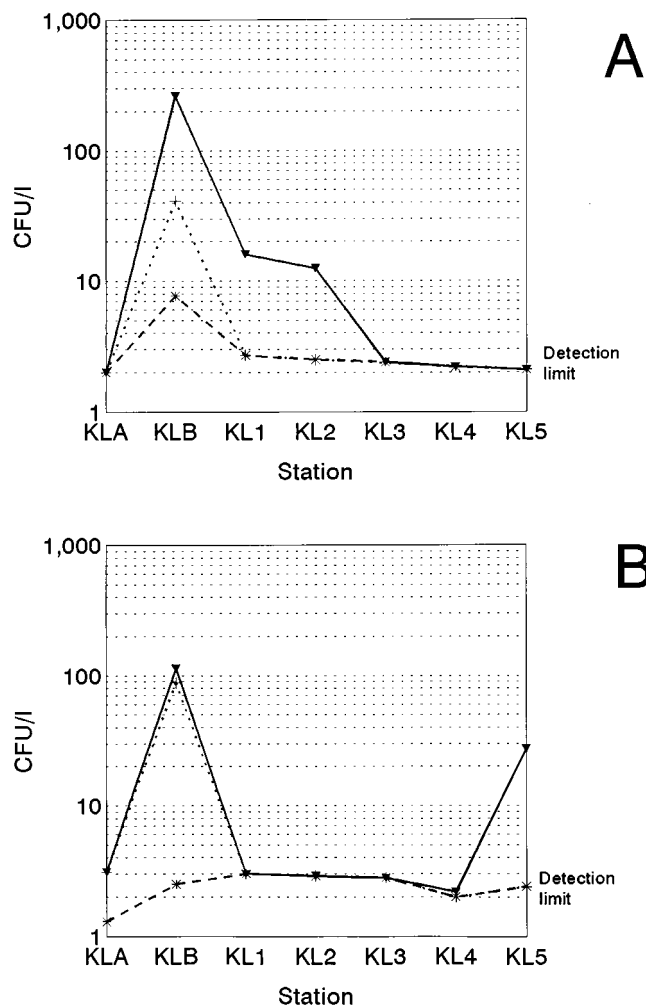 A
1,000
100
10
1
CFU/l
KLA KLB KL1 KL2 KL3 KL4 KL5
Station
Detection
limit
B
1,000
100
10
1
CFU/l
KLA KLB KL1 KL2 KL3 KL4 KL5
Station
Detection
limit